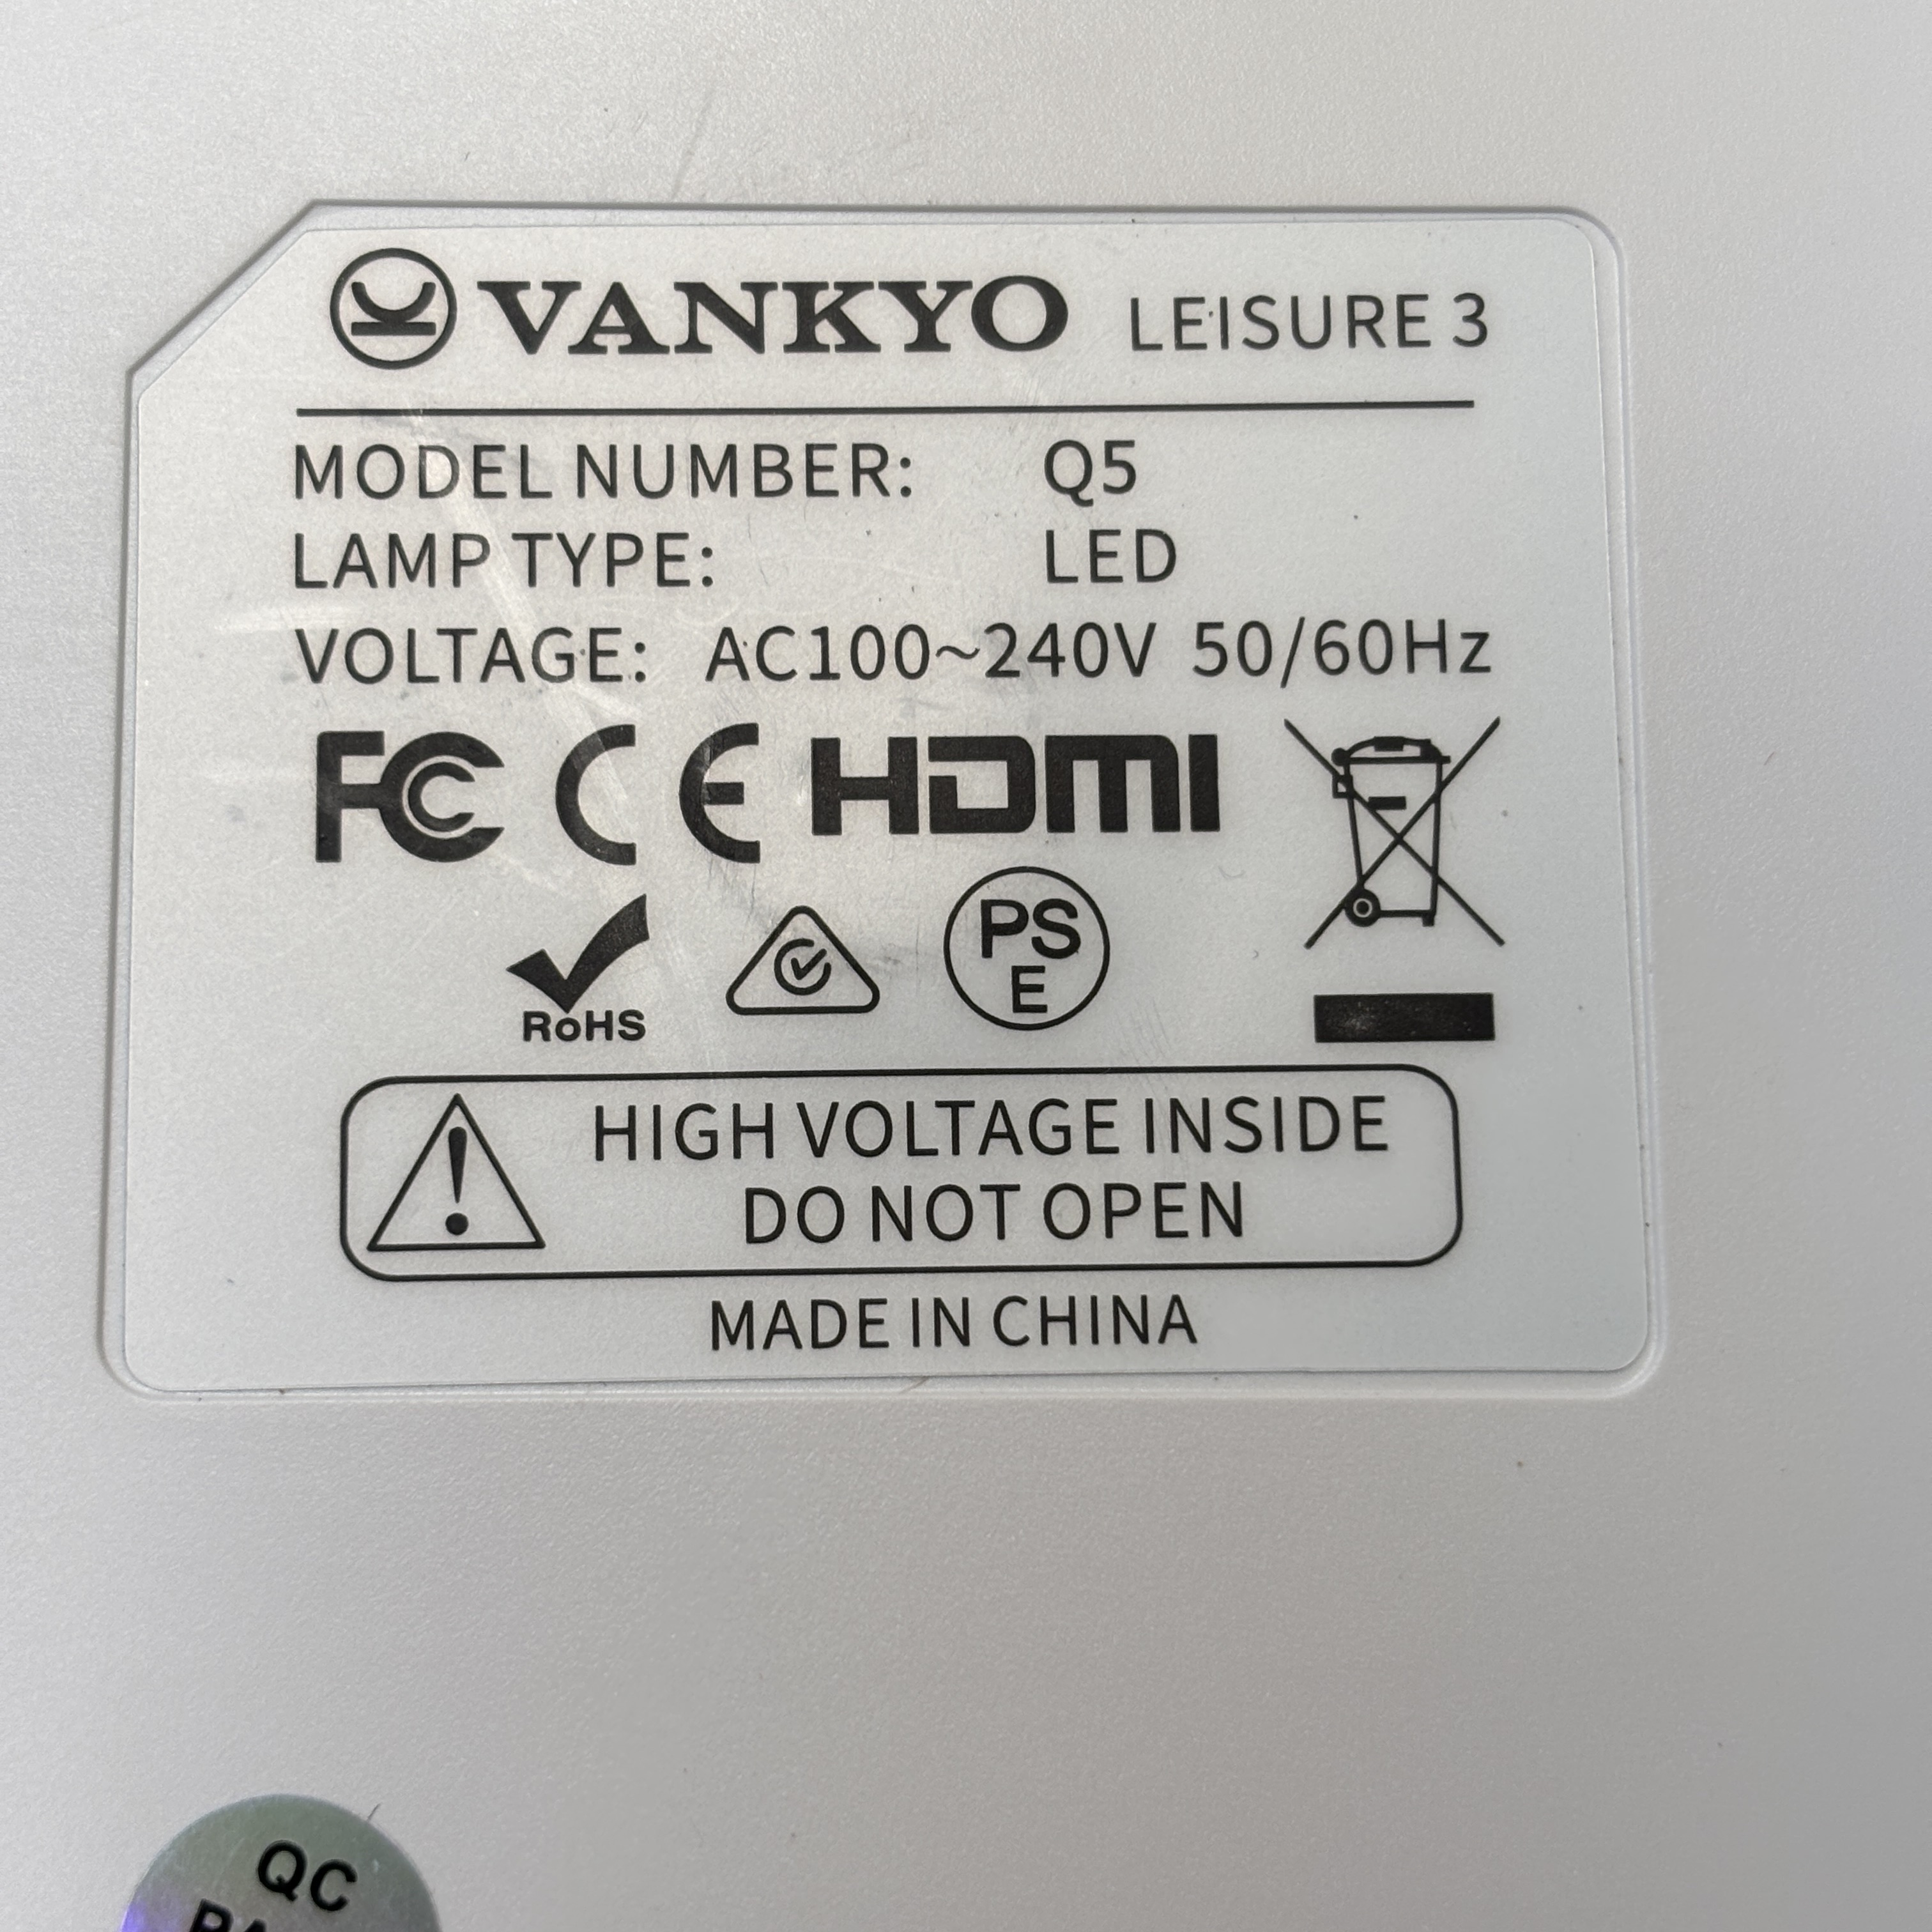 VANKYO LEISURE 3
MODEL NUMBER: Q5
LAMP TYPE: LED
VOLTAGE: AC100~240V 50/60Hz
FC CE HDMI
RoHS
PS
E
HIGH VOLTAGE INSIDE
DO NOT OPEN
MADE IN CHINA
QC